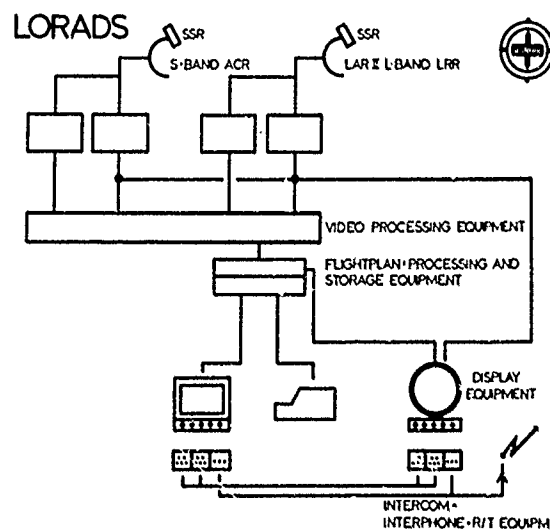 LORADS
SSR
S-BAND ACR
SSR
LAR II L-BAND LRR
VIDEO PROCESSING EQUIPMENT
FLIGHTPLAN-PROCESSING AND
STORAGE EQUIPMENT
DISPLAY
EQUIPMENT
INTERCOM-
INTERPHONE-R/T EQUIPM